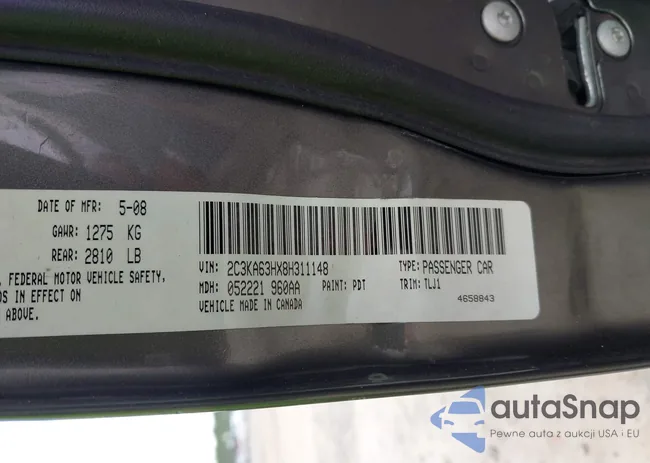 DATE OF MFR: 5-08
GAWR: 1275 KG
REAR: 2810 LB
, FEDERAL MOTOR VEHICLE SAFETY,
DS IN EFFECT ON
ABOVE.
VIN: 2C3KA63HX8H311148
TYPE: PASSENGER CAR
MDH: 052221 960AA PAINT: PDT
TRIM: TLJ1
VEHICLE MADE IN CANADA
4658843
autaSnap
Pewne auta z aukcji USA i EU